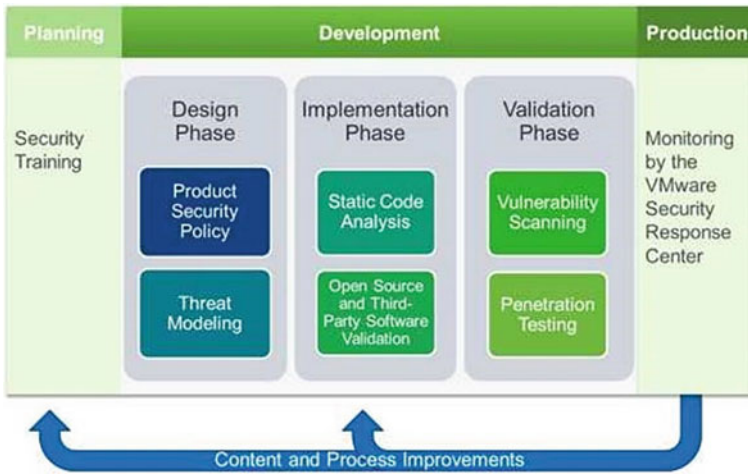 Planning
Development
Production
Security
Training
Design
Phase
Product
Security
Policy
Threat
Modeling
Implementation
Phase
Static Code
Analysis
Open Source
and Third-
Party Software
Validation
Validation
Phase
Vulnerability
Scanning
Penetration
Testing
Monitoring
by the
VMware
Security
Response
Center
Content and Process Improvements